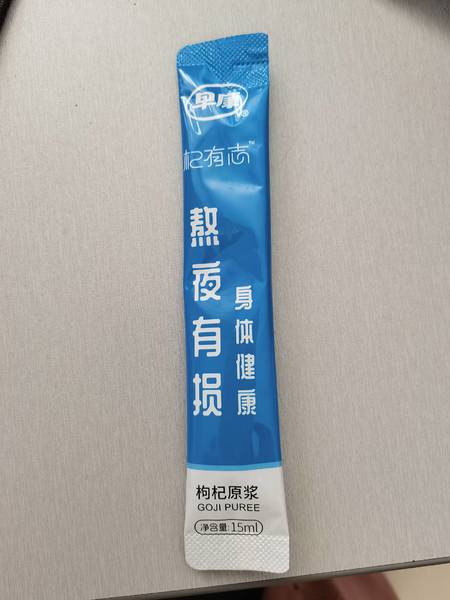 早康®
杞有志™
熬夜有损
身体健康
枸杞原浆
GOJI PUREE
净含量:15ml